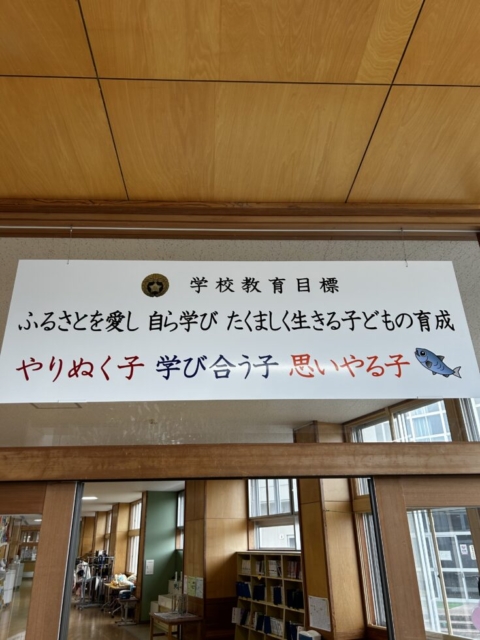 学校教育目標
ふるさとを愛し 自ら学び たくましく生きる子どもの育成
やりぬく子 学び合う子 思いやる子